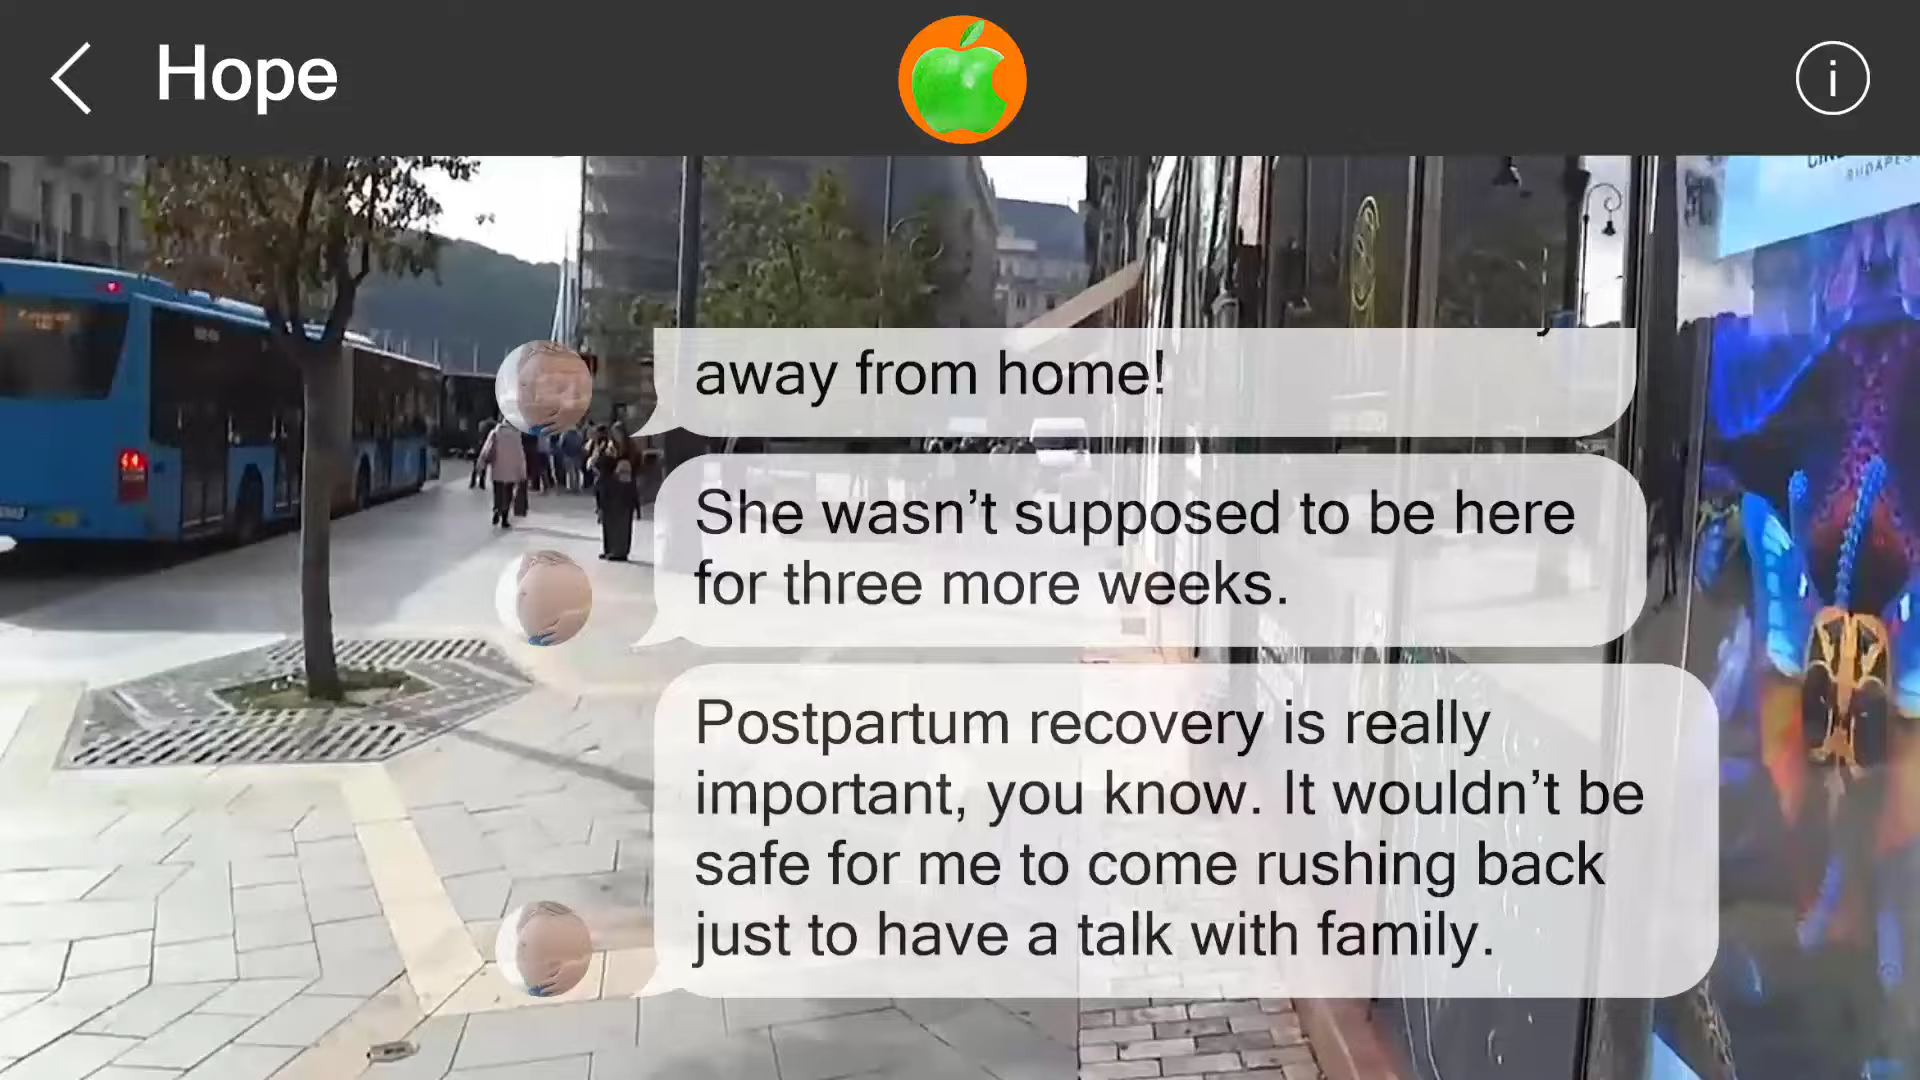 Hope
i
BUDAPEST
away from home!
She wasn’t supposed to be here
for three more weeks.
Postpartum recovery is really
important, you know. It wouldn’t be
safe for me to come rushing back
just to have a talk with family.